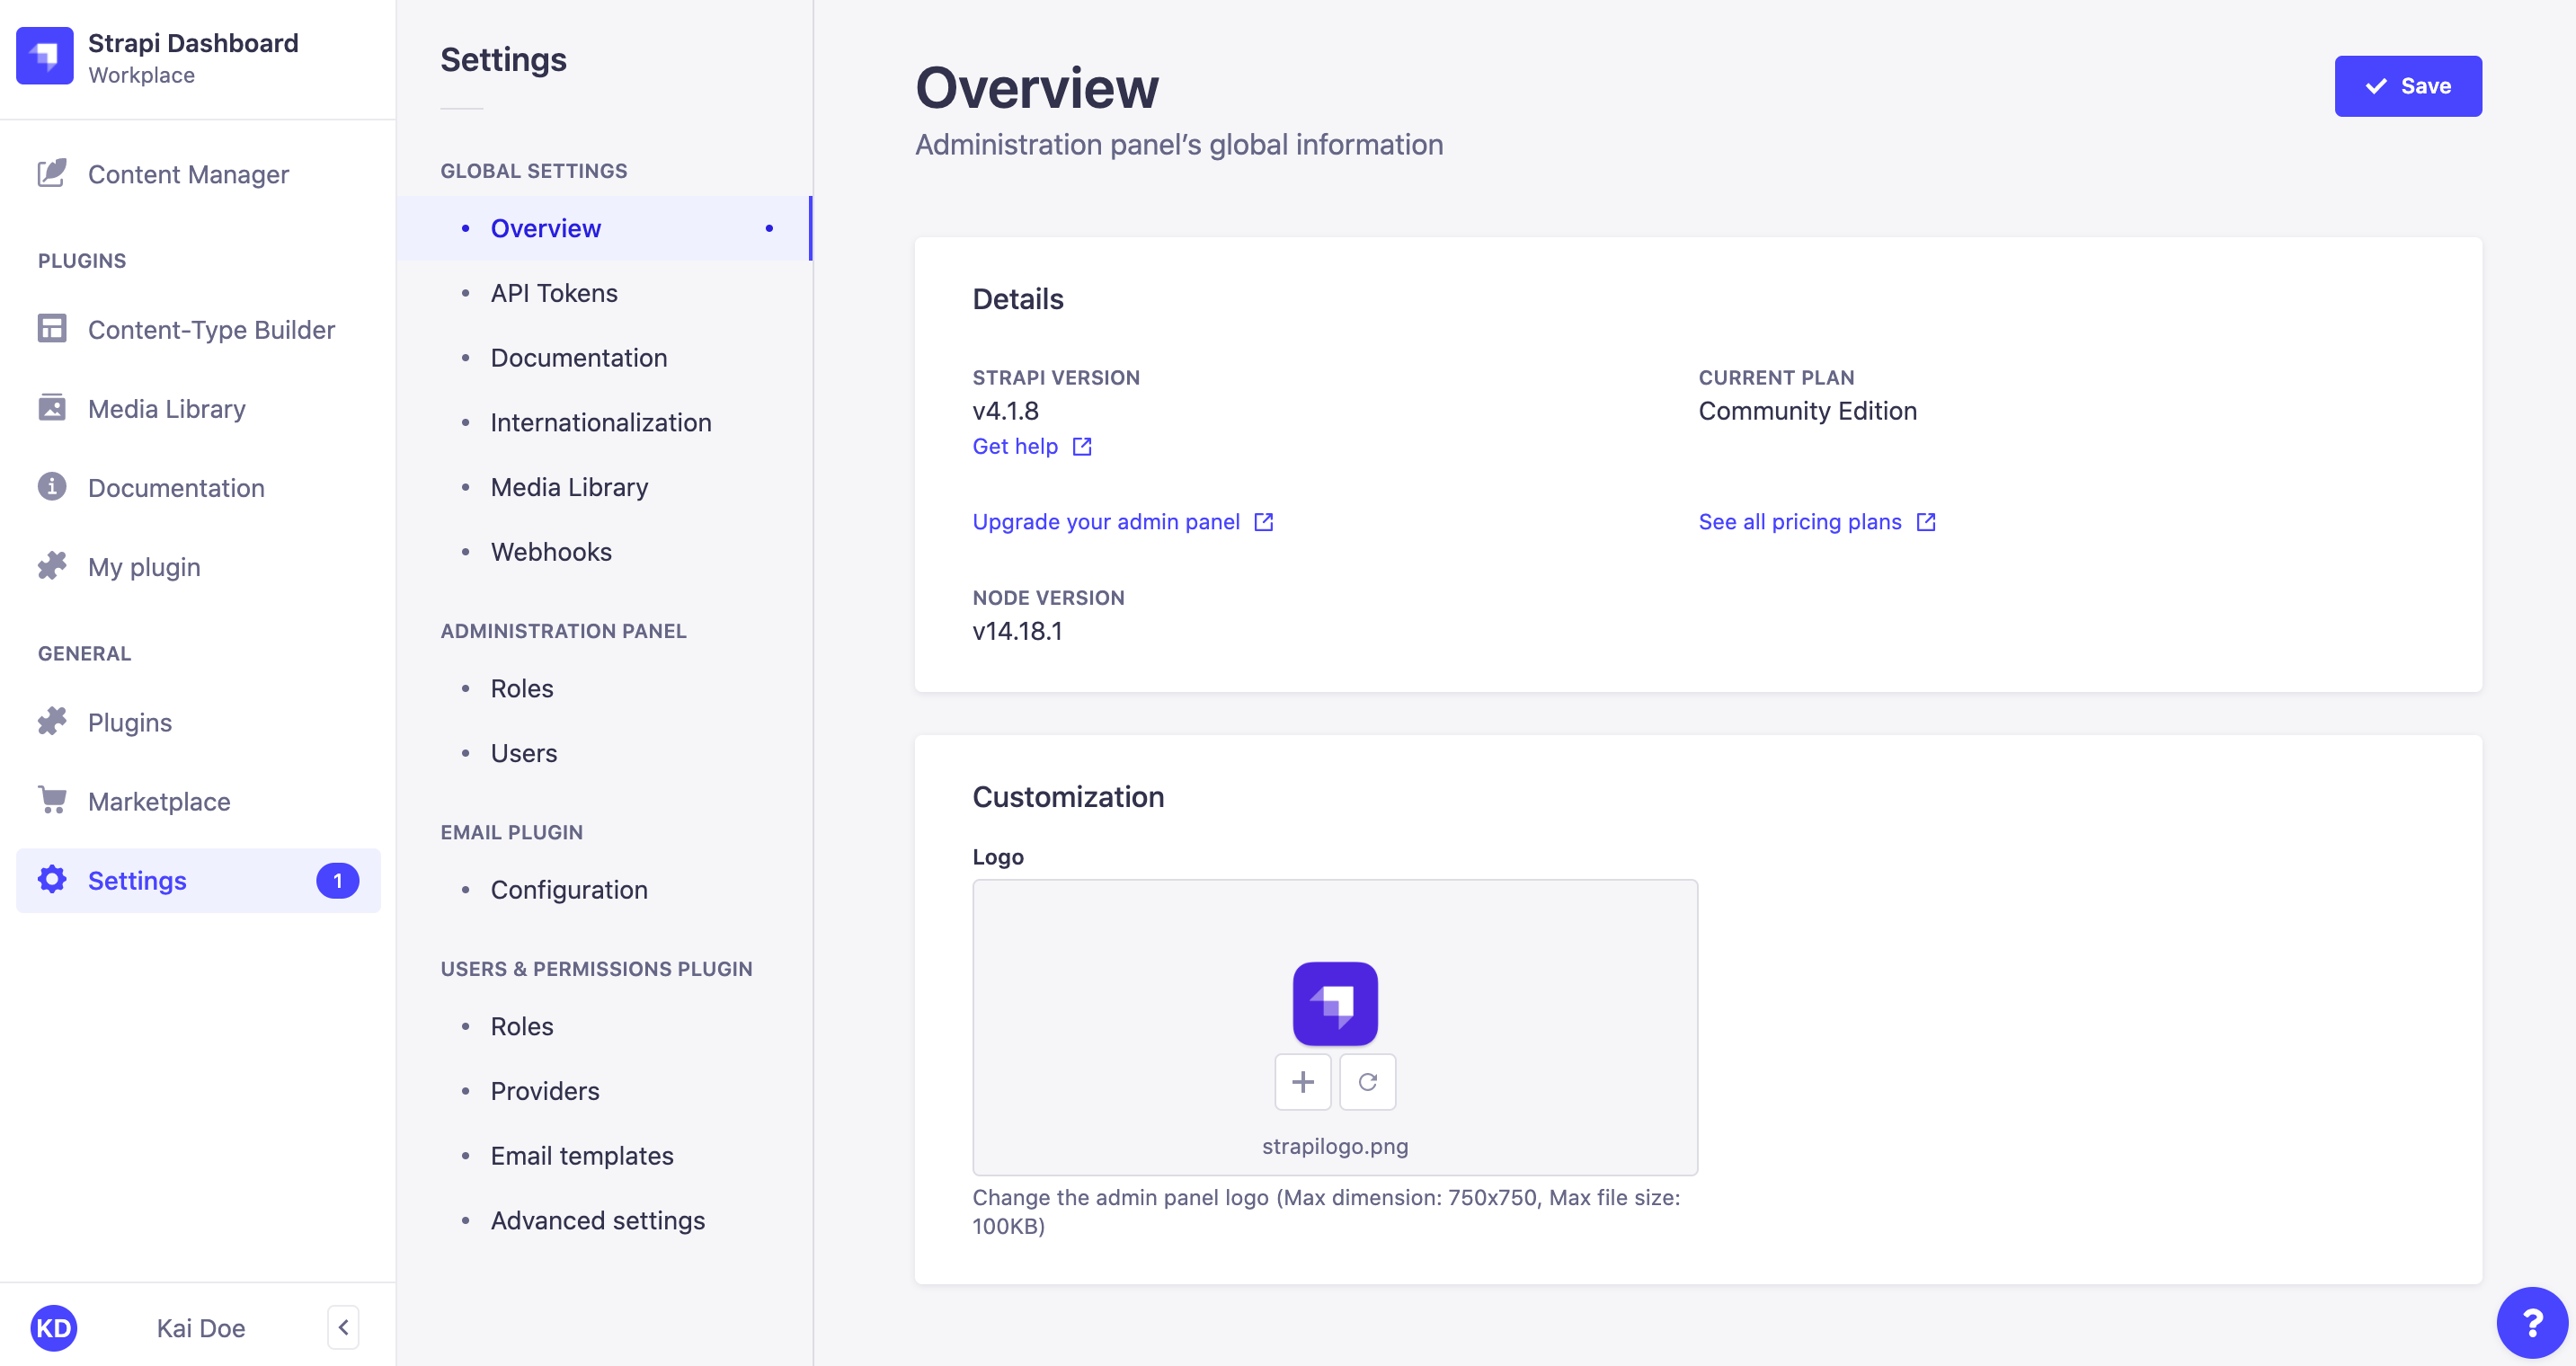 Strapi Dashboard
Workplace
Content Manager
PLUGINS
Content-Type Builder
Media Library
Documentation
My plugin
GENERAL
Plugins
Marketplace
Settings
1
KD
Kai Doe
Settings
GLOBAL SETTINGS
Overview
API Tokens
Documentation
Internationalization
Media Library
Webhooks
ADMINISTRATION PANEL
Roles
Users
EMAIL PLUGIN
Configuration
USERS & PERMISSIONS PLUGIN
Roles
Providers
Email templates
Advanced settings
Overview
Administration panel’s global information
Save
Details
STRAPI VERSION
v4.1.8
Get help
CURRENT PLAN
Community Edition
Upgrade your admin panel
See all pricing plans
NODE VERSION
v14.18.1
Customization
Logo
strapilogo.png
Change the admin panel logo (Max dimension: 750x750, Max file size:
100KB)
?